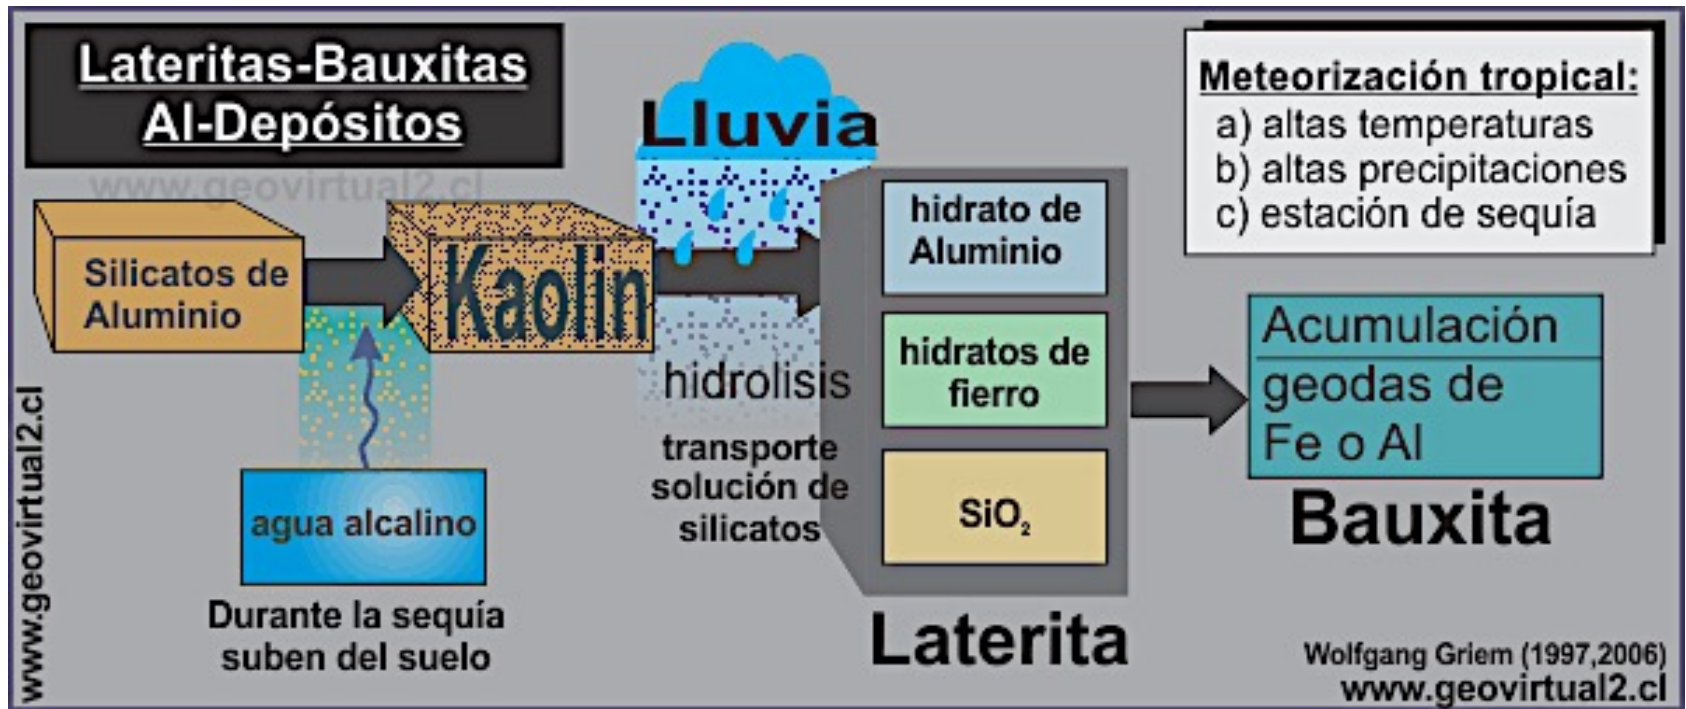 Lateritas-Bauxitas
Al-Depósitos
www.geovirtual2.cl
Lluvia
Meteorización tropical:
a) altas temperaturas
b) altas precipitaciones
c) estación de sequía
Silicatos de
Aluminio
Kaolin
hidrolisis
transporte
solución de
silicatos
agua alcalino
Durante la sequía
suben del suelo
hidrato de
Aluminio
hidratos de
fierro
SiO₂
Laterita
Acumulación
geodas de
Fe o Al
Bauxita
www.geovirtual2.cl
Wolfgang Griem (1997,2006)
www.geovirtual2.cl